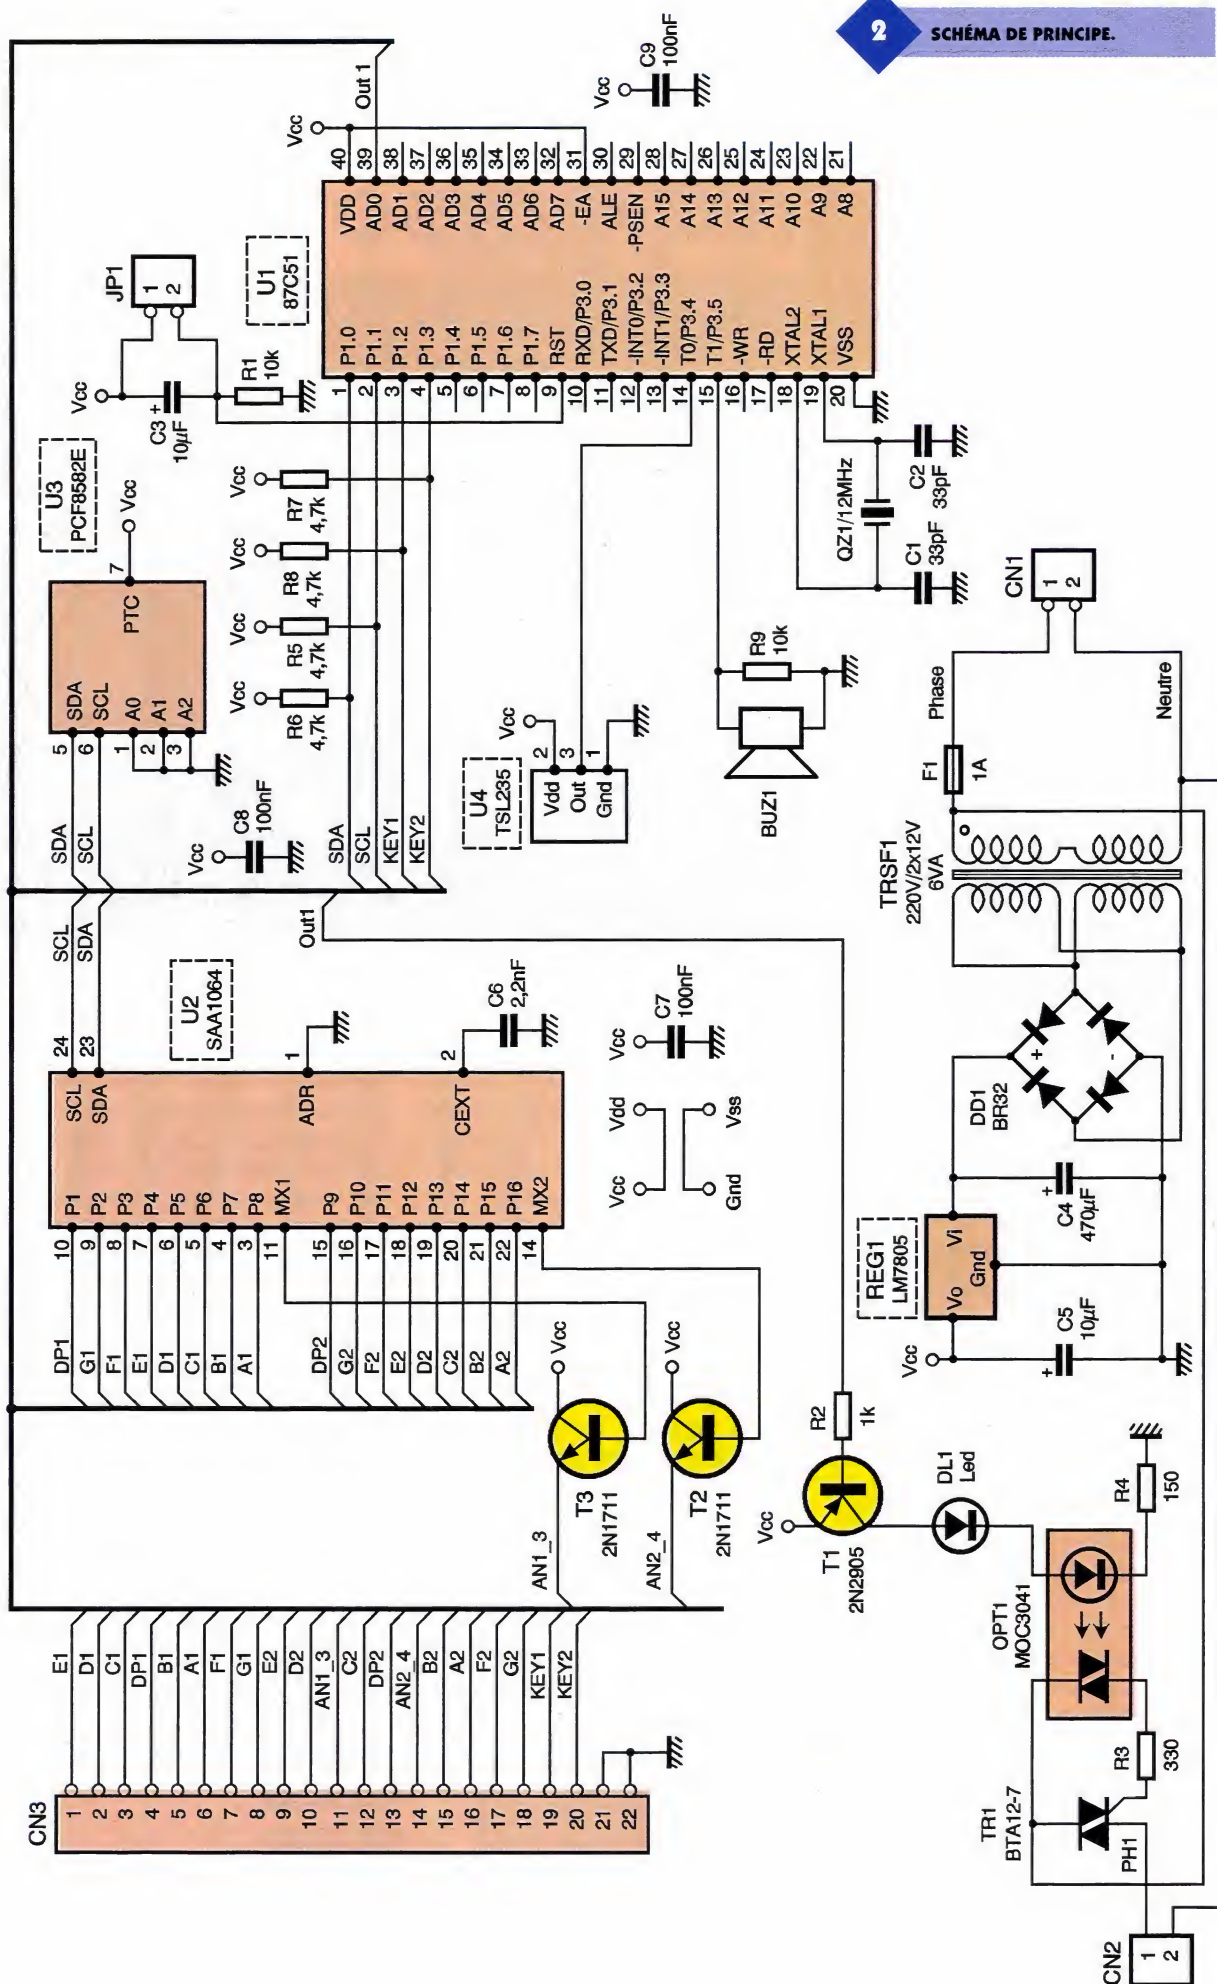 2
SCHÉMA DE PRINCIPE.
CN3
1
2
3
4
5
6
7
8
9
10
11
12
13
14
15
16
17
18
19
20
21
22
E1
D1
C1
DP1
B1
A1
F1
G1
E2
D2
AN1_3
C2
DP2
AN2_4
B2
A2
F2
G2
KEY1
KEY2
DP1
G1
F1
E1
D1
C1
B1
A1
DP2
G2
F2
E2
D2
C2
B2
A2
10
9
8
7
6
5
4
3
11
15
16
17
18
19
20
21
22
14
P1
P2
P3
P4
P5
P6
P7
P8
MX1
P9
P10
P11
P12
P13
P14
P15
P16
MX2
SCL
SDA
ADR
CEXT
24
23
1
2
U2
SAA1064
SCL
SDA
SDA
SCL
C6
2,2nF
AN1_3
T3
2N1711
Vcc
AN2_4
T2
2N1711
Vcc
Vcc
Vdd
Gnd
Vss
Vcc
C7
100nF
Vcc
C8
100nF
Out1
5
6
1
2
3
SDA
SCL
A0
A1
A2
PTC
7
Vcc
U3
PCF8582E
Vcc
R6
4,7k
Vcc
R5
4,7k
Vcc
R8
4,7k
Vcc
R7
4,7k
SDA
SCL
KEY1
KEY2
Vcc
C3
+
10µF
R1
10k
JP1
1
2
U1
87C51
1
2
3
4
5
6
7
8
9
10
11
12
13
14
15
16
17
18
19
20
P1.0
P1.1
P1.2
P1.3
P1.4
P1.5
P1.6
P1.7
RST
RXD/P3.0
TXD/P3.1
-INT0/P3.2
-INT1/P3.3
T0/P3.4
T1/P3.5
-WR
-RD
XTAL2
XTAL1
VSS
VDD
AD0
AD1
AD2
AD3
AD4
AD5
AD6
AD7
-EA
ALE
-PSEN
A15
A14
A13
A12
A11
A10
A9
A8
40
39
38
37
36
35
34
33
32
31
30
29
28
27
26
25
24
23
22
21
Vcc
Out 1
Vcc
C9
100nF
U4
TSL235
Vdd
Out
Gnd
2
3
1
Vcc
BUZ1
R9
10k
QZ1/12MHz
C1
33pF
C2
33pF
R2
1k
Vcc
T1
2N2905
DL1
Led
OPT1
MOC3041
R4
150
R3
330
TR1
BTA12-7
PH1
CN2
1
2
REG1
LM7805
Vo
Vi
Gnd
Vcc
+
C5
10µF
+
C4
470µF
DD1
BR32
+
-
TRSF1
220V/2x12V
6VA
F1
1A
Phase
Neutre
CN1
1
2